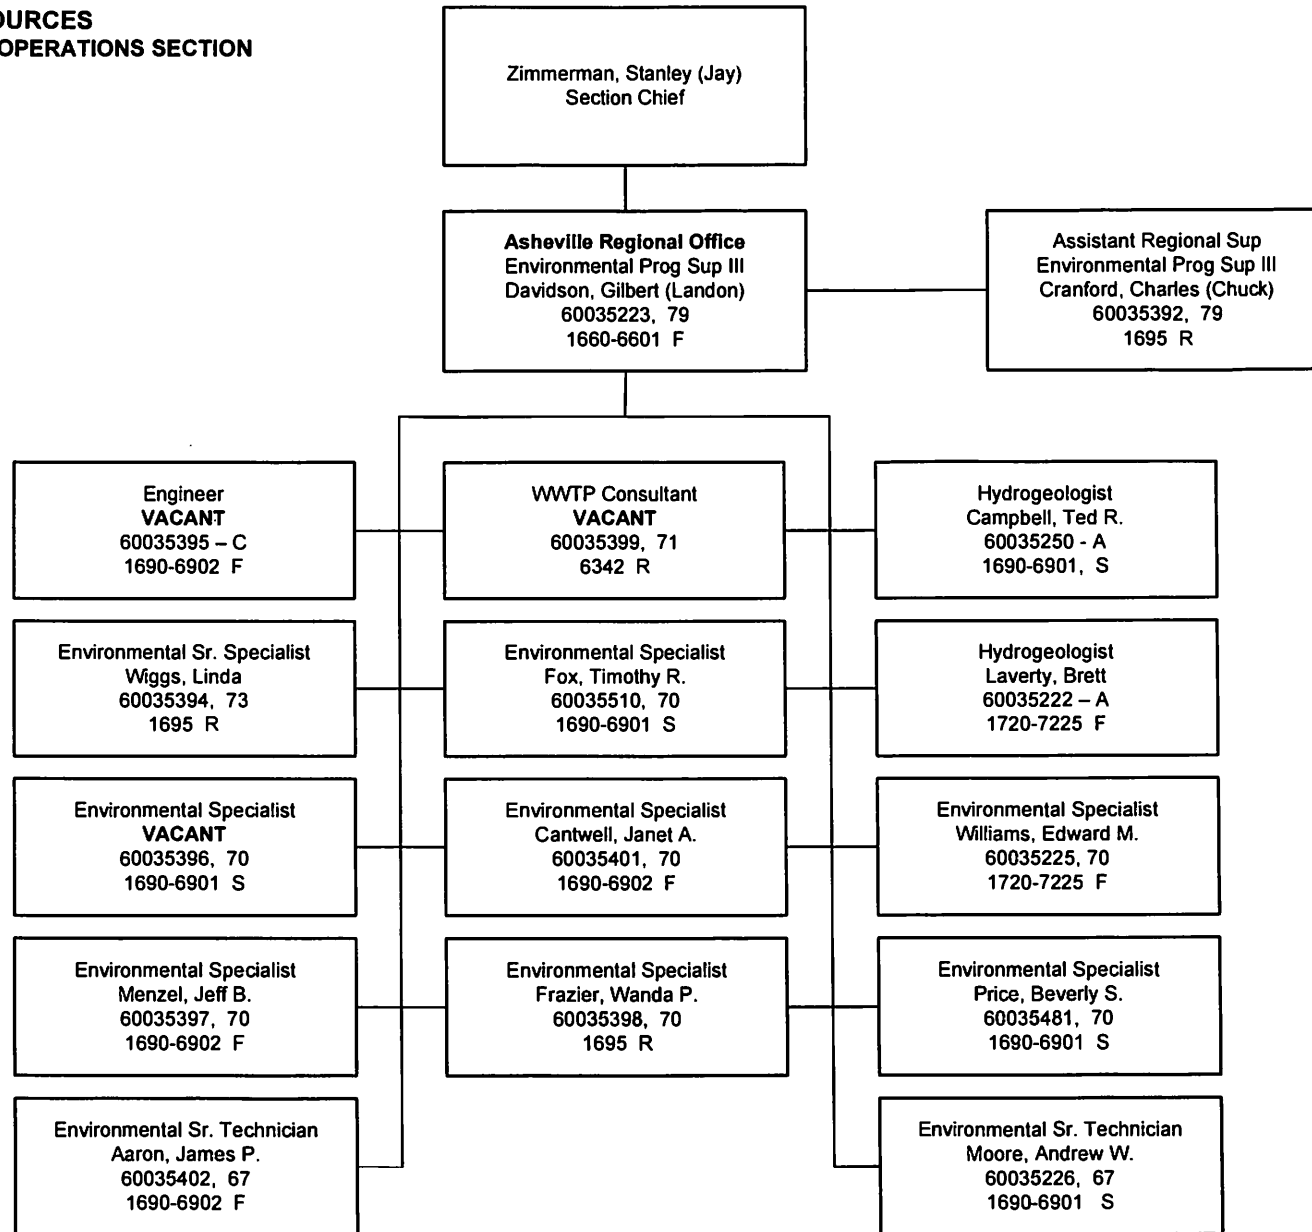 OURCES
OPERATIONS SECTION
Zimmerman, Stanley (Jay)
Section Chief
Asheville Regional Office
Environmental Prog Sup III
Davidson, Gilbert (Landon)
60035223, 79
1660-6601 F
Assistant Regional Sup
Environmental Prog Sup III
Cranford, Charles (Chuck)
60035392, 79
1695 R
Engineer
VACANT
60035395 – C
1690-6902 F
WWTP Consultant
VACANT
60035399, 71
6342 R
Hydrogeologist
Campbell, Ted R.
60035250 - A
1690-6901, S
Environmental Sr. Specialist
Wiggs, Linda
60035394, 73
1695 R
Environmental Specialist
Fox, Timothy R.
60035510, 70
1690-6901 S
Hydrogeologist
Laverty, Brett
60035222 – A
1720-7225 F
Environmental Specialist
VACANT
60035396, 70
1690-6901 S
Environmental Specialist
Cantwell, Janet A.
60035401, 70
1690-6902 F
Environmental Specialist
Williams, Edward M.
60035225, 70
1720-7225 F
Environmental Specialist
Menzel, Jeff B.
60035397, 70
1690-6902 F
Environmental Specialist
Frazier, Wanda P.
60035398, 70
1695 R
Environmental Specialist
Price, Beverly S.
60035481, 70
1690-6901 S
Environmental Sr. Technician
Aaron, James P.
60035402, 67
1690-6902 F
Environmental Sr. Technician
Moore, Andrew W.
60035226, 67
1690-6901 S